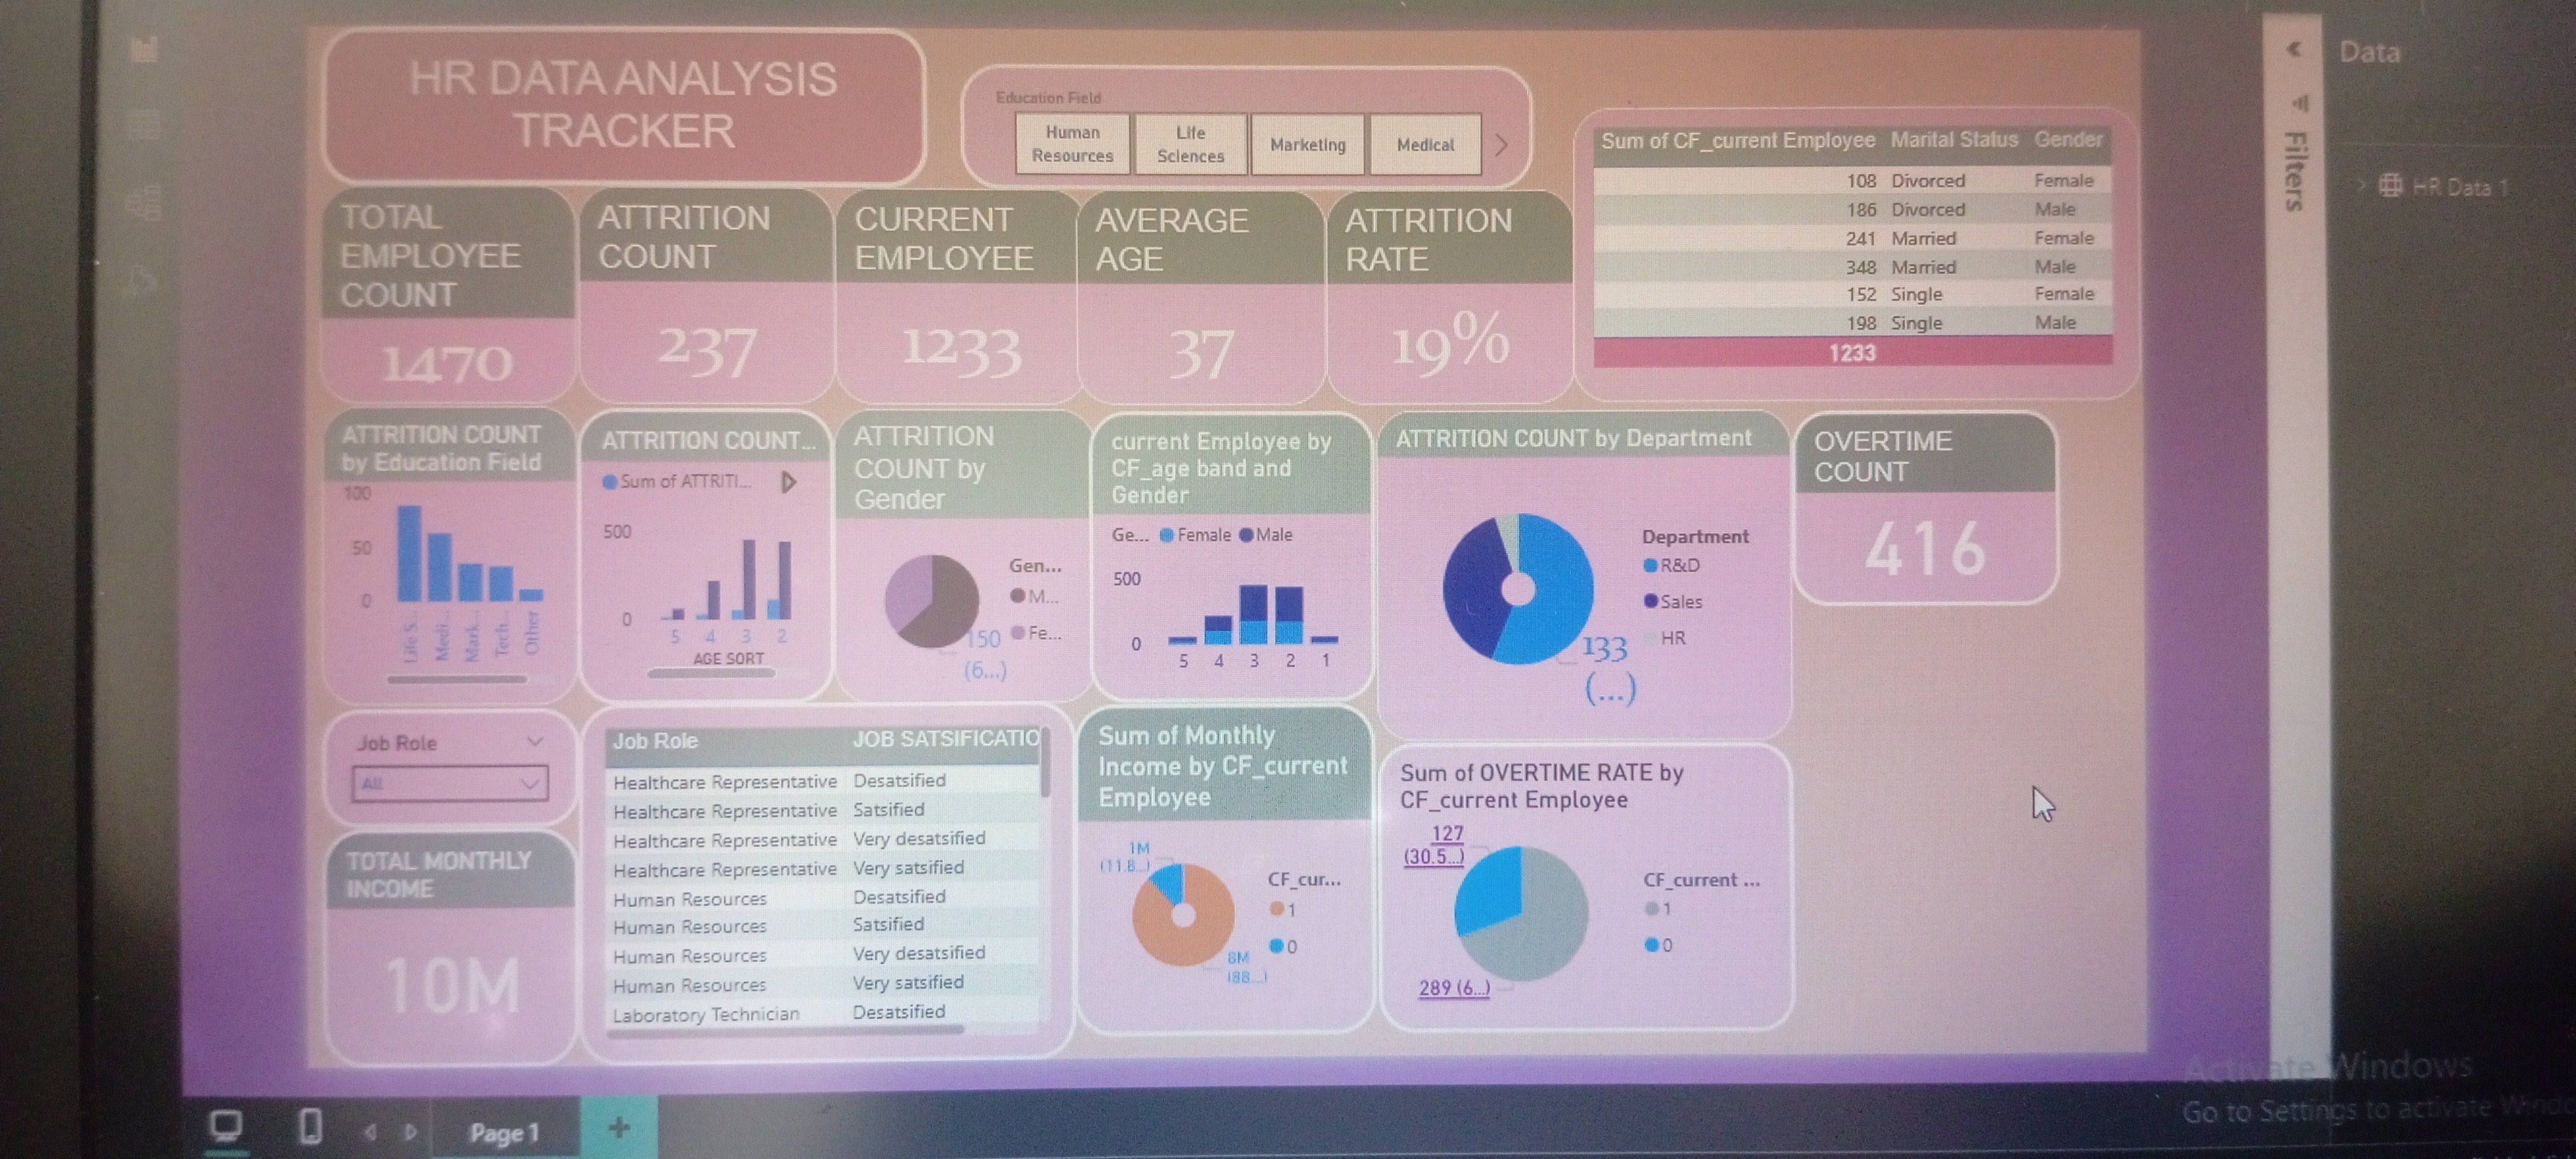 HR DATA ANALYSIS
TRACKER
Education Field
Human
Resources
Life
Sciences
Marketing
Medical
Sum of CF_current Employee Marital Status Gender
108 Divorced Female
186 Divorced Male
241 Married Female
348 Married Male
152 Single Female
198 Single Male
1233
TOTAL
EMPLOYEE
COUNT
1470
ATTRITION
COUNT
237
CURRENT
EMPLOYEE
1233
AVERAGE
AGE
37
ATTRITION
RATE
19%
ATTRITION COUNT
by Education Field
100
50
0
Life S...
Medi...
Mark...
Tech...
Other
ATTRITION COUNT...
Sum of ATTRITI...
500
0
5 4 3 2
AGE SORT
ATTRITION
COUNT by
Gender
Gen...
M...
Fe...
150
(6...)
current Employee by
CF_age band and
Gender
Ge... Female Male
500
0
5 4 3 2 1
ATTRITION COUNT by Department
Department
R&D
Sales
HR
133
(...)
OVERTIME
COUNT
416
Job Role
All
TOTAL MONTHLY
INCOME
10M
Job Role JOB SATSIFICATIO
Healthcare Representative Desatsified
Healthcare Representative Satsified
Healthcare Representative Very desatsified
Healthcare Representative Very satsified
Human Resources Desatsified
Human Resources Satsified
Human Resources Very desatsified
Human Resources Very satsified
Laboratory Technician Desatsified
Sum of Monthly
Income by CF_current
Employee
1M
(11.8...)
CF_cur...
1
0
8M
(88...)
Sum of OVERTIME RATE by
CF_current Employee
127
(30.5...)
CF_current ...
1
0
289 (6...)
Filters
Data
HR Data 1
Activate Windows
Go to Settings to activate Wind
Page 1